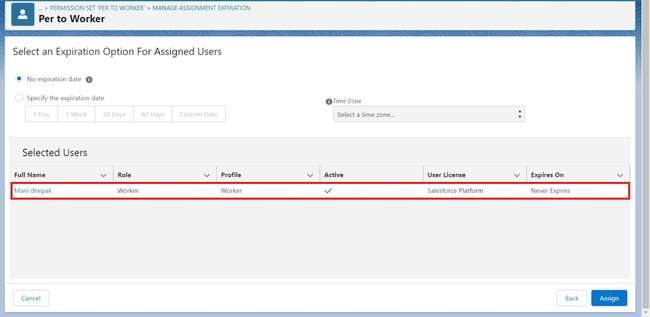 ... > PERMISSION SET 'PER TO WORKER' > MANAGE ASSIGNMENT EXPIRATION
Per to Worker
Select an Expiration Option For Assigned Users
No expiration date
Specify the expiration date
1 Day 1 Week 30 Days 60 Days Custom Date
Time Zone
Select a time zone...
Selected Users
Full Name Role Profile Active User License Expires On
Mani deepak Worker Worker Salesforce Platform Never Expires
Cancel Back Assign